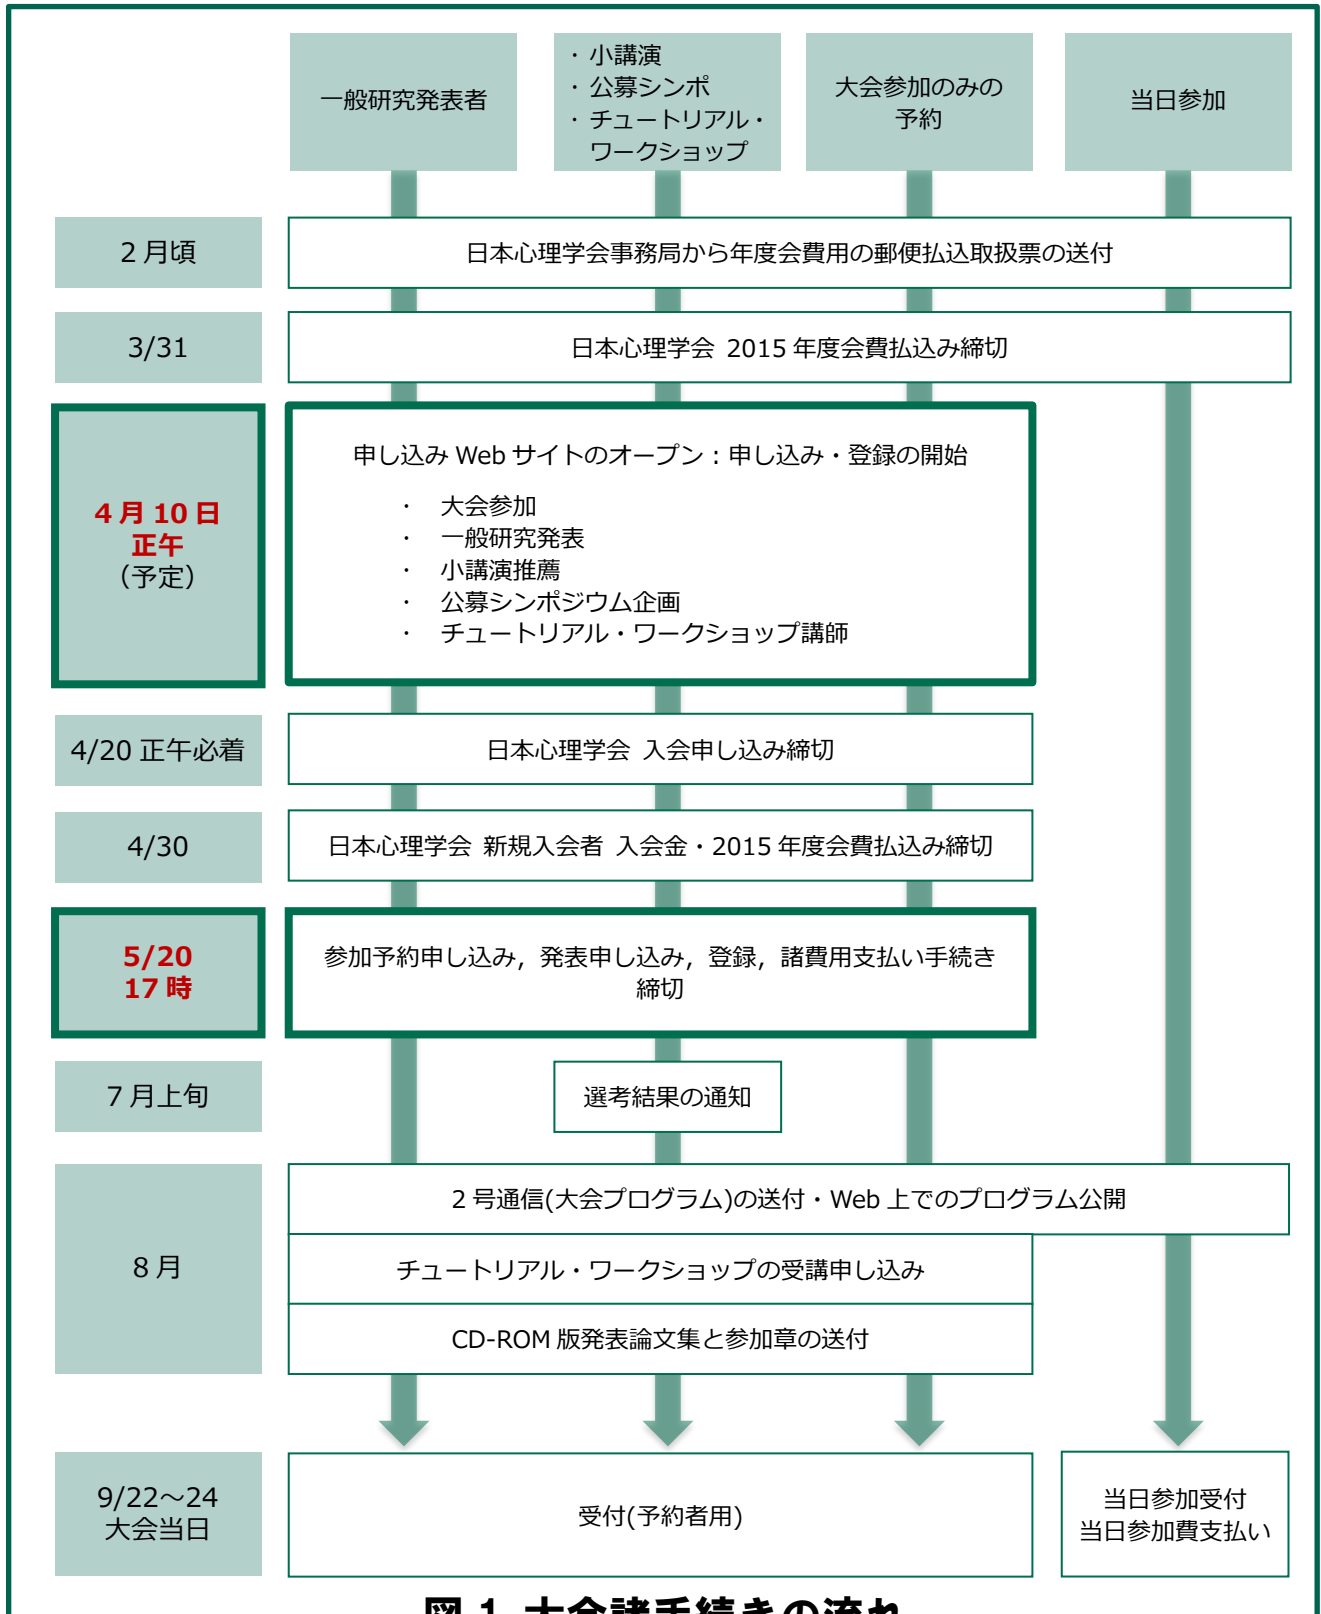 一般研究発表者
・小講演
・公募シンポ
・チュートリアル・
ワークショップ
大会参加のみの
予約
当日参加
2 月頃
日本心理学会事務局から年度会費用の郵便払込取扱票の送付
3/31
日本心理学会 2015 年度会費払込み締切
4 月 10 日
正午
（予定）
申し込み Web サイトのオープン：申し込み・登録の開始
・ 大会参加
・ 一般研究発表
・ 小講演推薦
・ 公募シンポジウム企画
・ チュートリアル・ワークショップ講師
4/20 正午必着
日本心理学会 入会申し込み締切
4/30
日本心理学会 新規入会者 入会金・2015 年度会費払込み締切
5/20
17 時
参加予約申し込み，発表申し込み，登録，諸費用支払い手続き
締切
7 月上旬
選考結果の通知
8 月
2 号通信(大会プログラム)の送付・Web 上でのプログラム公開
チュートリアル・ワークショップの受講申し込み
CD-ROM 版発表論文集と参加章の送付
9/22～24
大会当日
受付(予約者用)
当日参加受付
当日参加費支払い
図 1 大会諸手続きの流れ